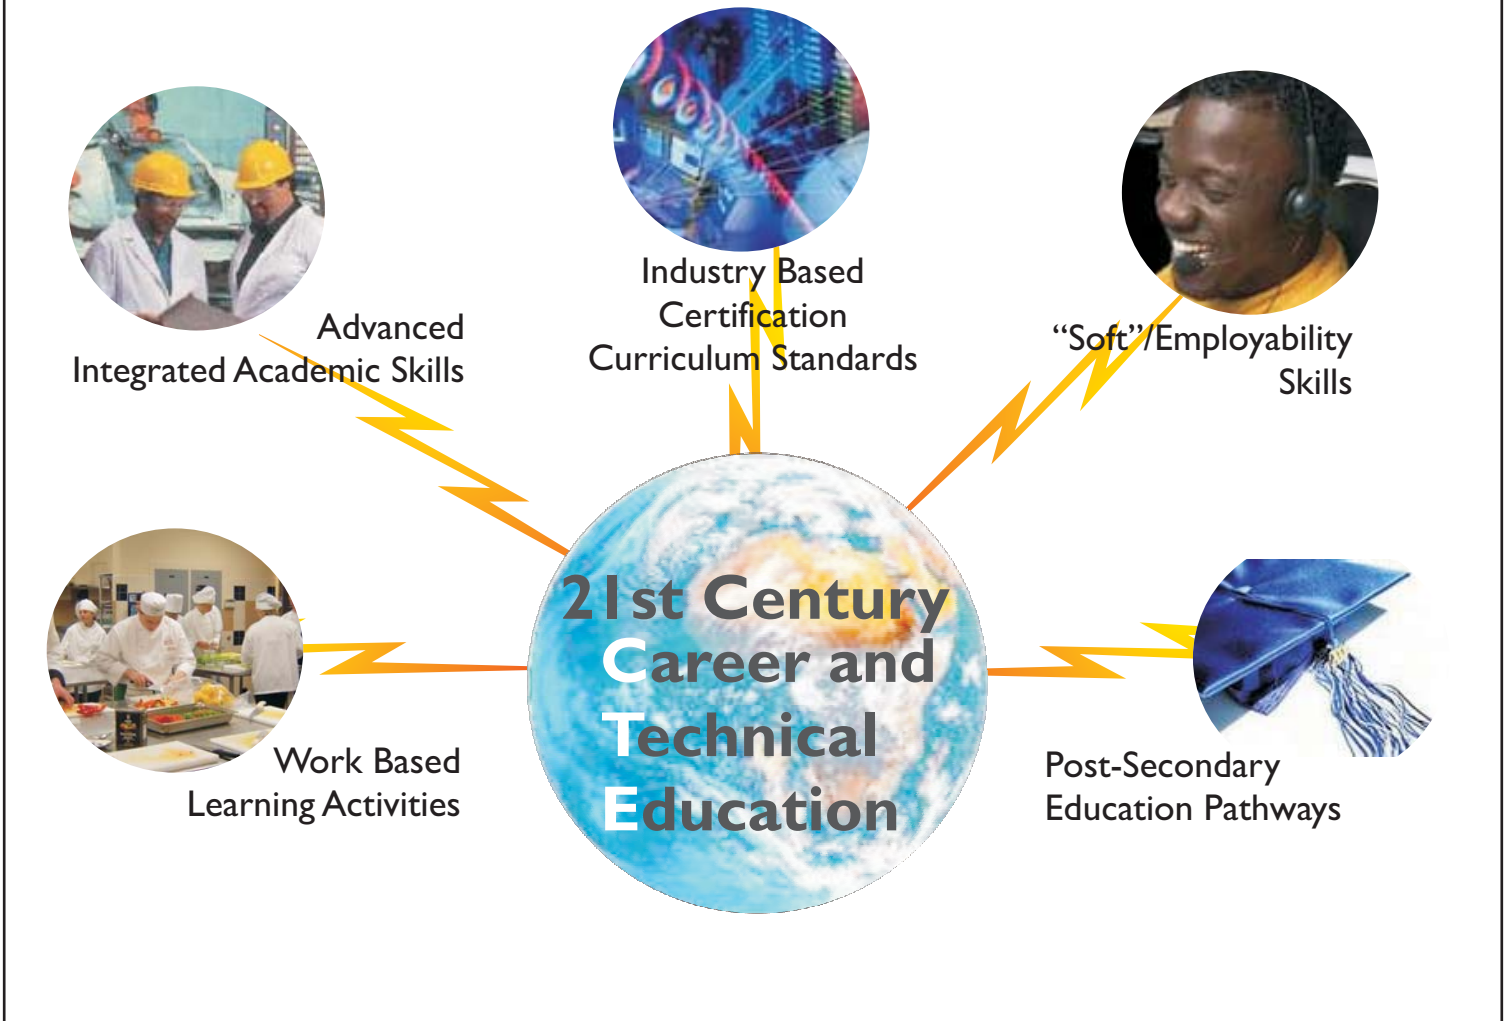 Industry Based
Certification
Curriculum Standards
Advanced
Integrated Academic Skills
“Soft”/Employability
Skills
21st Century
Career and
Technical
Education
Work Based
Learning Activities
Post-Secondary
Education Pathways